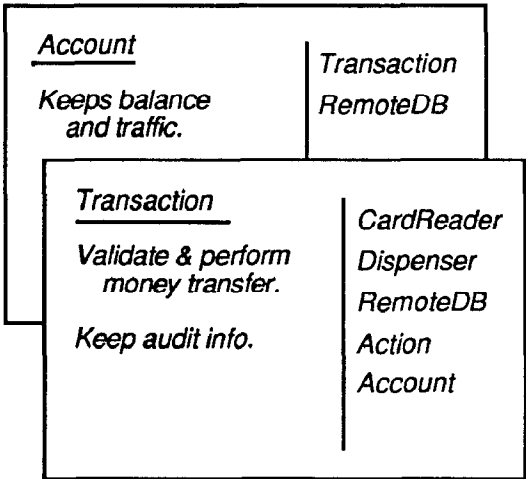 Account
Keeps balance
and traffic.
Transaction
RemoteDB
Transaction
Validate & perform
money transfer.
Keep audit info.
CardReader
Dispenser
RemoteDB
Action
Account